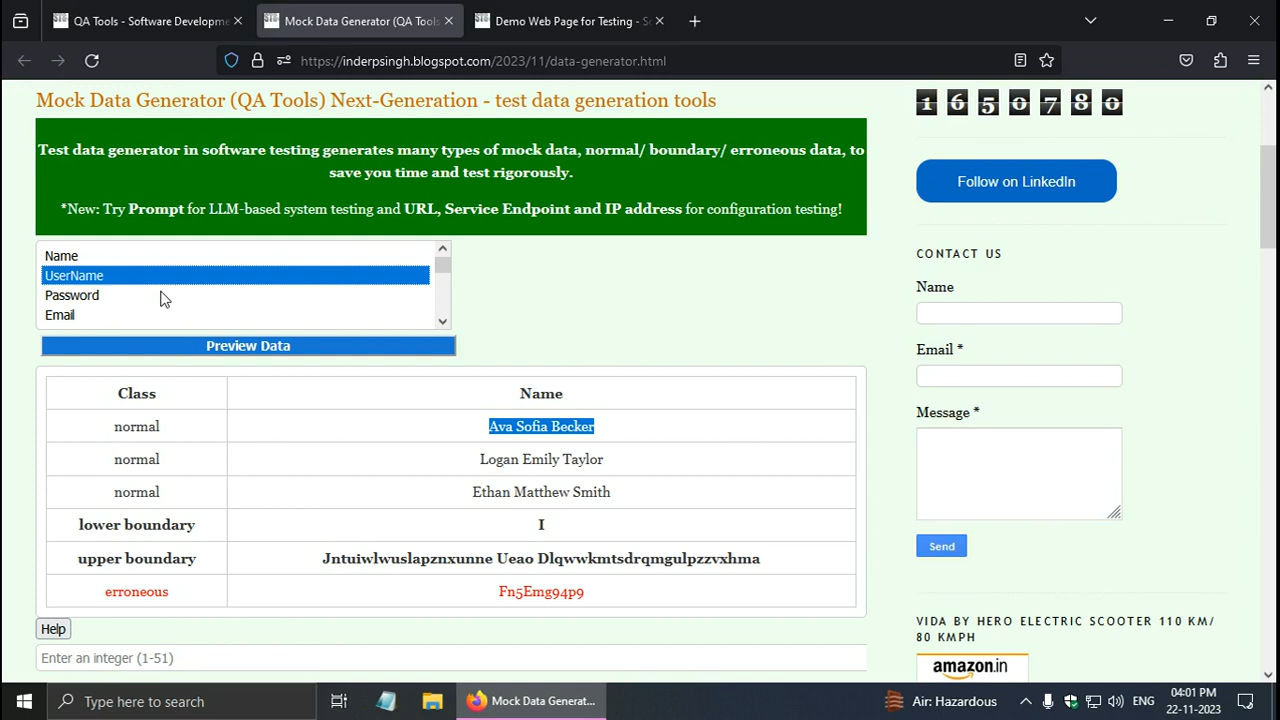 QA Tools - Software Developme
Mock Data Generator (QA Tools
Demo Web Page for Testing - So
https://inderpsingh.blogspot.com/2023/11/data-generator.html
Mock Data Generator (QA Tools) Next-Generation - test data generation tools
Test data generator in software testing generates many types of mock data, normal/ boundary/ erroneous data, to
save you time and test rigorously.
*New: Try Prompt for LLM-based system testing and URL, Service Endpoint and IP address for configuration testing!
Name
UserName
Password
Email
Preview Data
Class Name
normal Ava Sofia Becker
normal Logan Emily Taylor
normal Ethan Matthew Smith
lower boundary I
upper boundary Jntuiwlwuslapznxunne Ueao Dlqwwkmtsdrqmgulpzzvxhma
erroneous Fn5Emg94p9
Help
Enter an integer (1-51)
1650780
Follow on LinkedIn
CONTACT US
Name
Email *
Message *
Send
VIDA BY HERO ELECTRIC SCOOTER 110 KM/
80 KMPH
amazon.in
Type here to search
Mock Data Generat...
Air: Hazardous
ENG
04:01 PM
22-11-2023